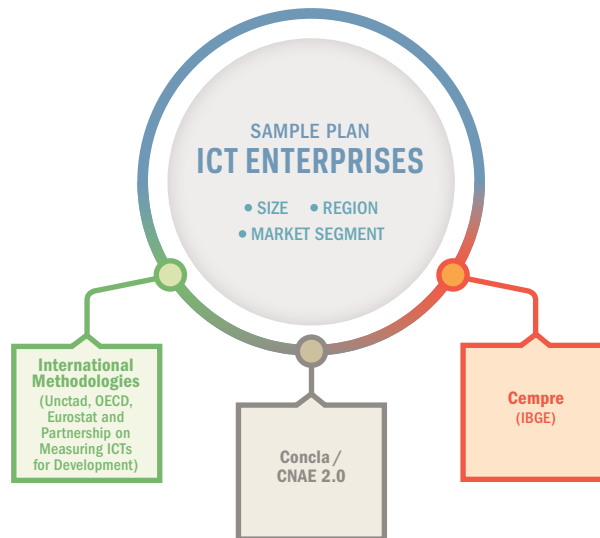 SAMPLE PLAN
ICT ENTERPRISES
• SIZE • REGION
• MARKET SEGMENT
International
Methodologies
(Unctad, OECD,
Eurostat and
Partnership on
Measuring ICTs
for Development)
Concla /
CNAE 2.0
Cempre
(IBGE)